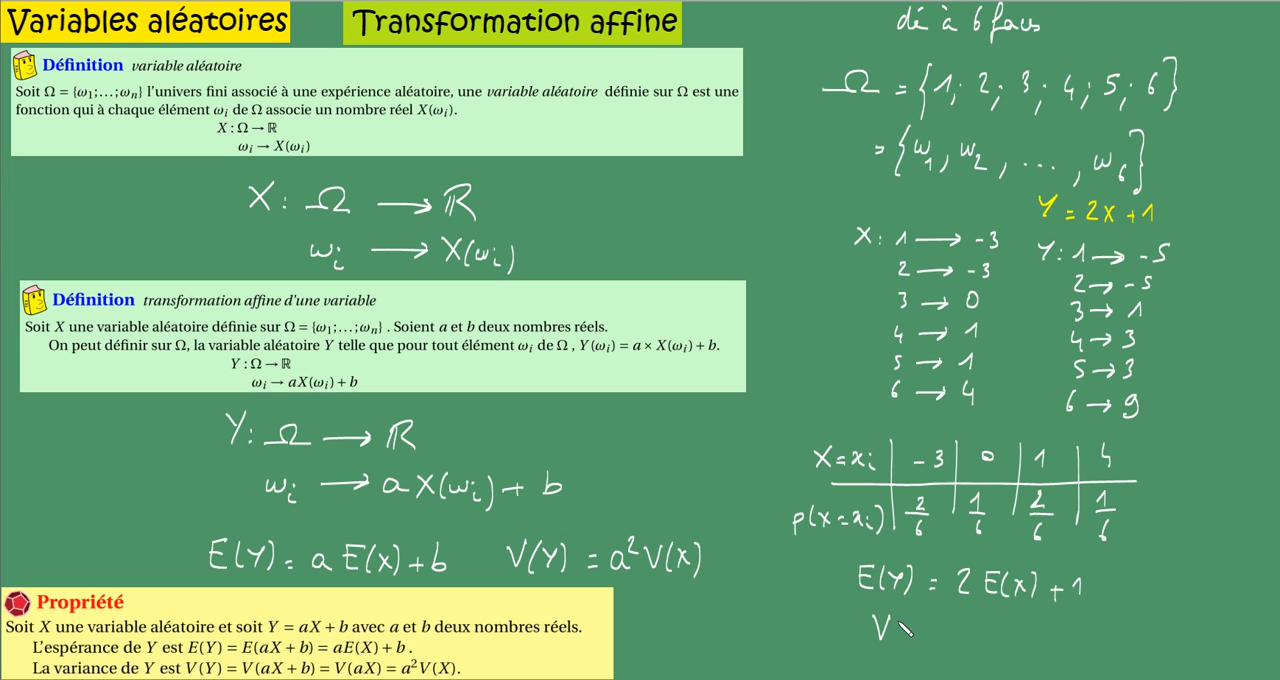 Variables aléatoires
Transformation affine
Définition variable aléatoire
Soit Ω = {ω₁;…;ωₙ} l'univers fini associé à une expérience aléatoire, une variable aléatoire définie sur Ω est une
fonction qui à chaque élément ωᵢ de Ω associe un nombre réel X(ωᵢ).
X : Ω → ℝ
ωᵢ → X(ωᵢ)
X : Ω ⟶ ℝ
ωᵢ ⟶ X(ωᵢ)
Définition transformation affine d'une variable
Soit X une variable aléatoire définie sur Ω = {ω₁;…;ωₙ} . Soient a et b deux nombres réels.
On peut définir sur Ω, la variable aléatoire Y telle que pour tout élément ωᵢ de Ω , Y(ωᵢ) = a × X(ωᵢ) + b.
Y : Ω → ℝ
ωᵢ → aX(ωᵢ) + b
Y : Ω ⟶ ℝ
ωᵢ ⟶ a X(ωᵢ) + b
E(Y) = a E(X) + b V(Y) = a² V(X)
Propriété
Soit X une variable aléatoire et soit Y = aX + b avec a et b deux nombres réels.
L'espérance de Y est E(Y) = E(aX + b) = aE(X) + b .
La variance de Y est V(Y) = V(aX + b) = V(aX) = a²V(X).
dé à 6 faces
Ω = {1; 2; 3; 4; 5; 6}
= {ω₁, ω₂, ..., ω₆}
Y = 2X + 1
X : 1 ⟶ -3
2 ⟶ -3
3 → 0
4 → 1
5 → 1
6 → 4
Y : 1 → -5
2 → -5
3 → 1
4 → 3
5 → 3
6 → 9
X = xᵢ | -3 | 0 | 1 | 4
p(X = xᵢ) | 2/6 | 1/6 | 2/6 | 1/6
E(Y) = 2 E(X) + 1
V